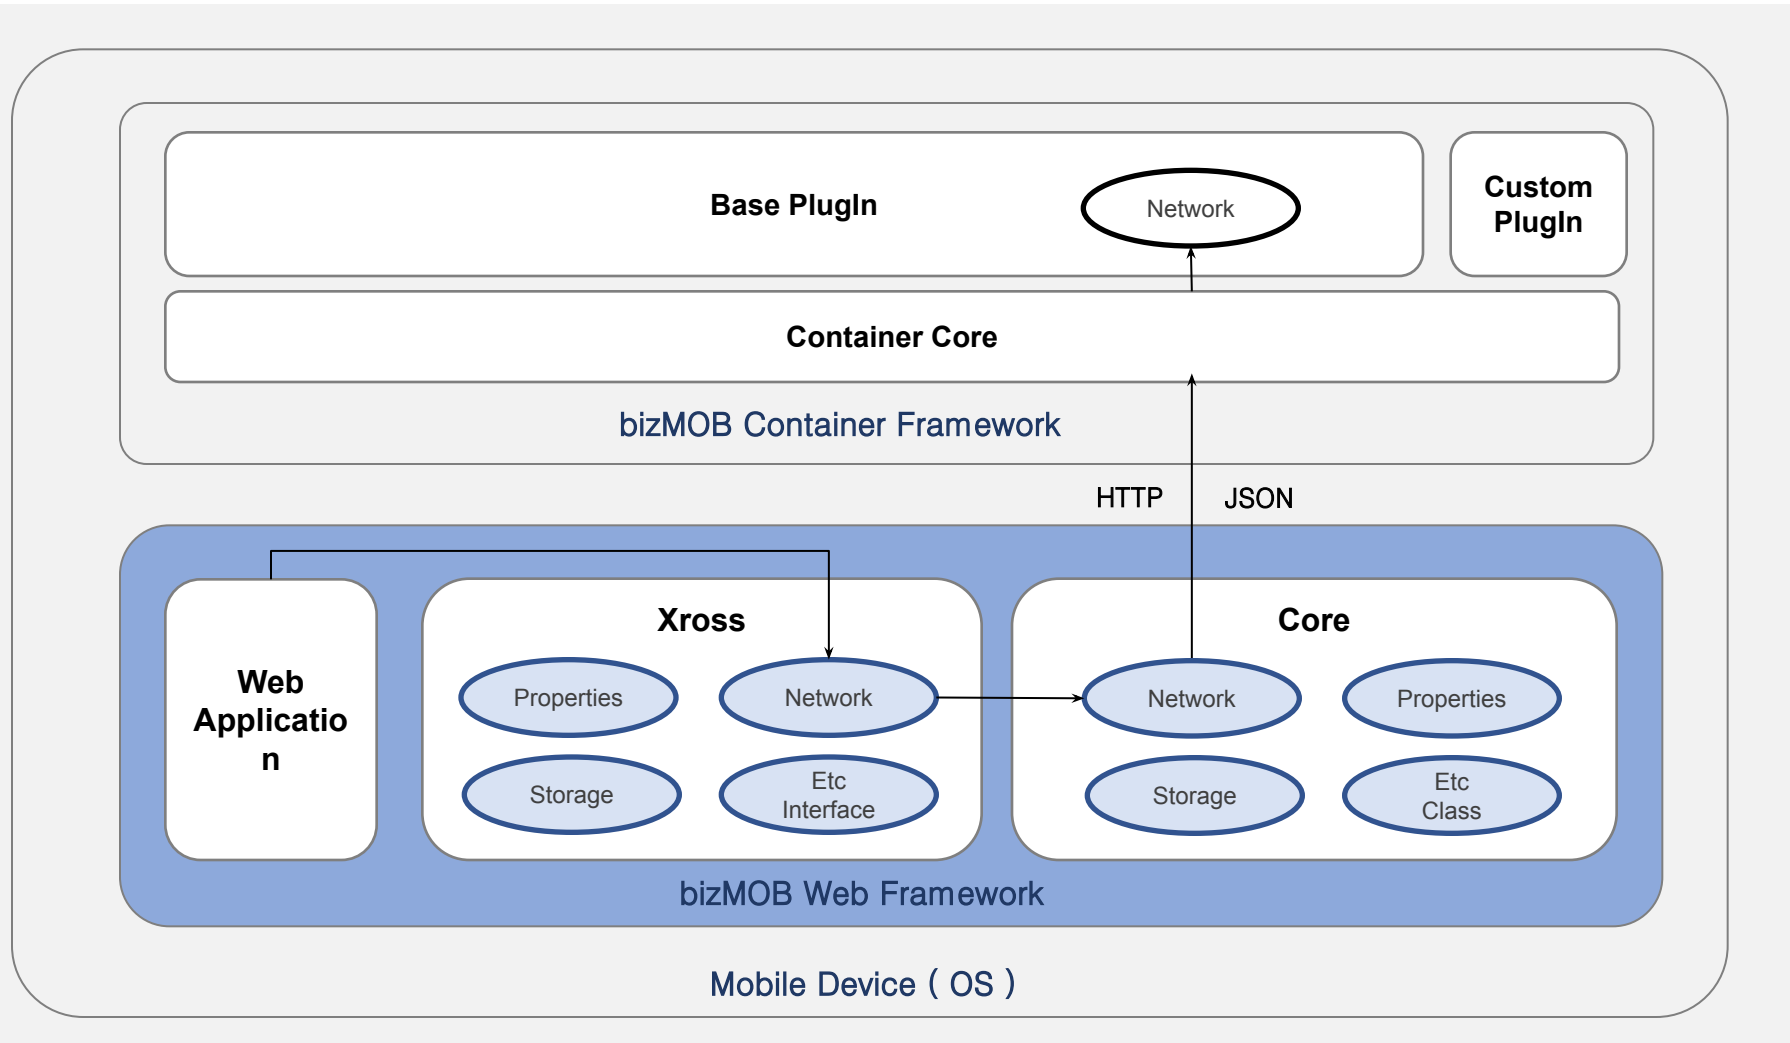 Base PlugIn
Network
Custom
PlugIn
Container Core
bizMOB Container Framework
HTTP
JSON
Web
Applicatio
n
Xross
Properties
Network
Storage
Etc
Interface
Core
Network
Properties
Storage
Etc
Class
bizMOB Web Framework
Mobile Device ( OS )